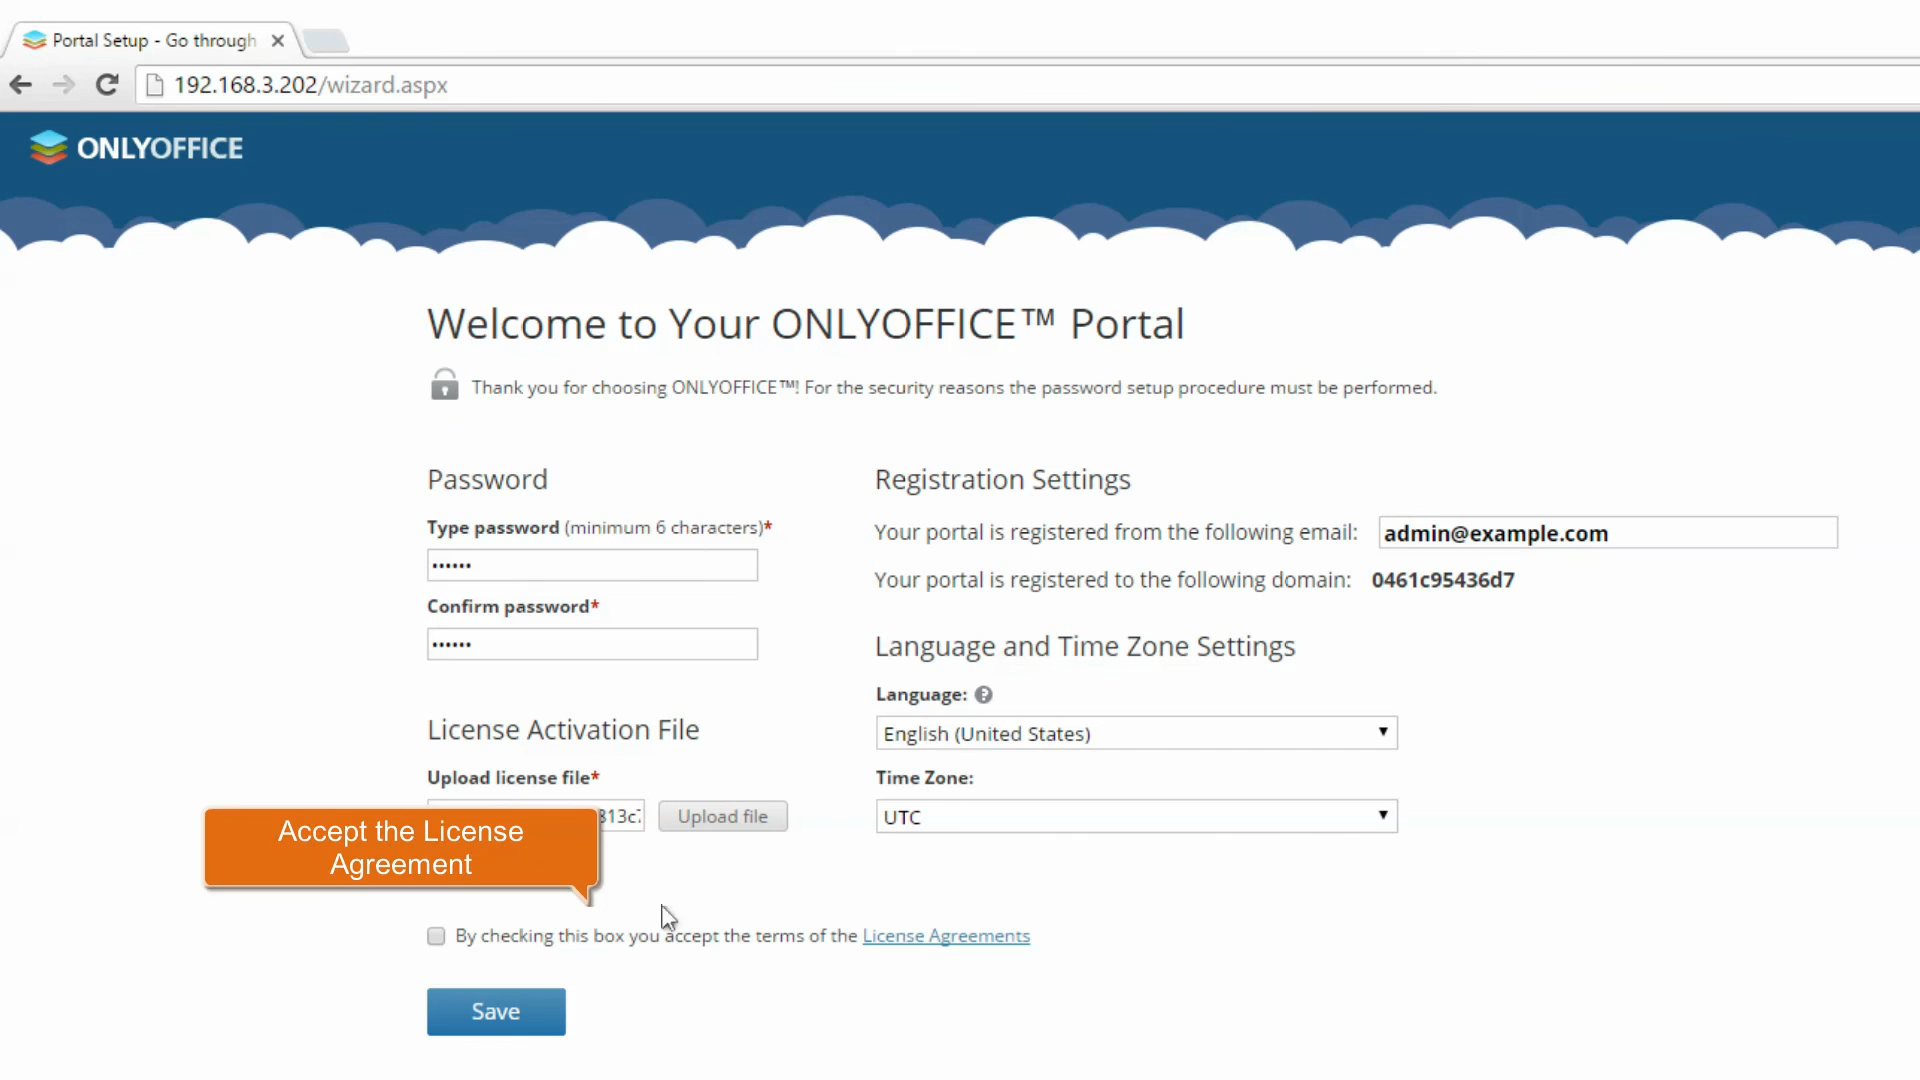 Portal Setup - Go through
192.168.3.202/wizard.aspx
ONLYOFFICE
Welcome to Your ONLYOFFICE™ Portal
Thank you for choosing ONLYOFFICE™! For the security reasons the password setup procedure must be performed.
Password
Type password (minimum 6 characters)*
••••••
Confirm password*
••••••
License Activation File
Upload license file*
Upload file
Accept the License
Agreement
By checking this box you accept the terms of the License Agreements
Save
Registration Settings
Your portal is registered from the following email: admin@example.com
Your portal is registered to the following domain: 0461c95436d7
Language and Time Zone Settings
Language: ?
English (United States)
Time Zone:
UTC